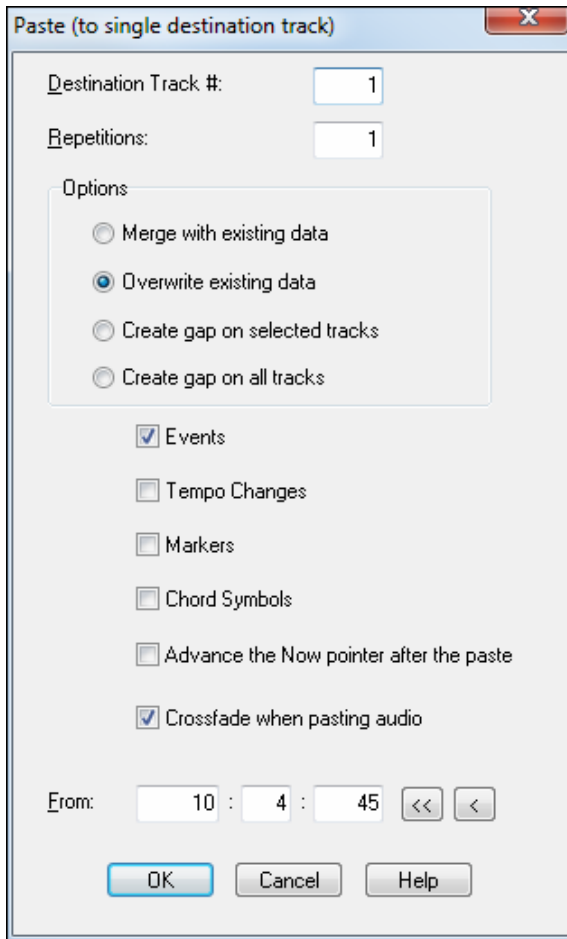 Paste (to single destination track) X
Destination Track #: 1
Repetitions: 1
Options
Merge with existing data
Overwrite existing data
Create gap on selected tracks
Create gap on all tracks
Events
Tempo Changes
Markers
Chord Symbols
Advance the Now pointer after the paste
Crossfade when pasting audio
From: 10 : 4 : 45 << <
OK Cancel Help